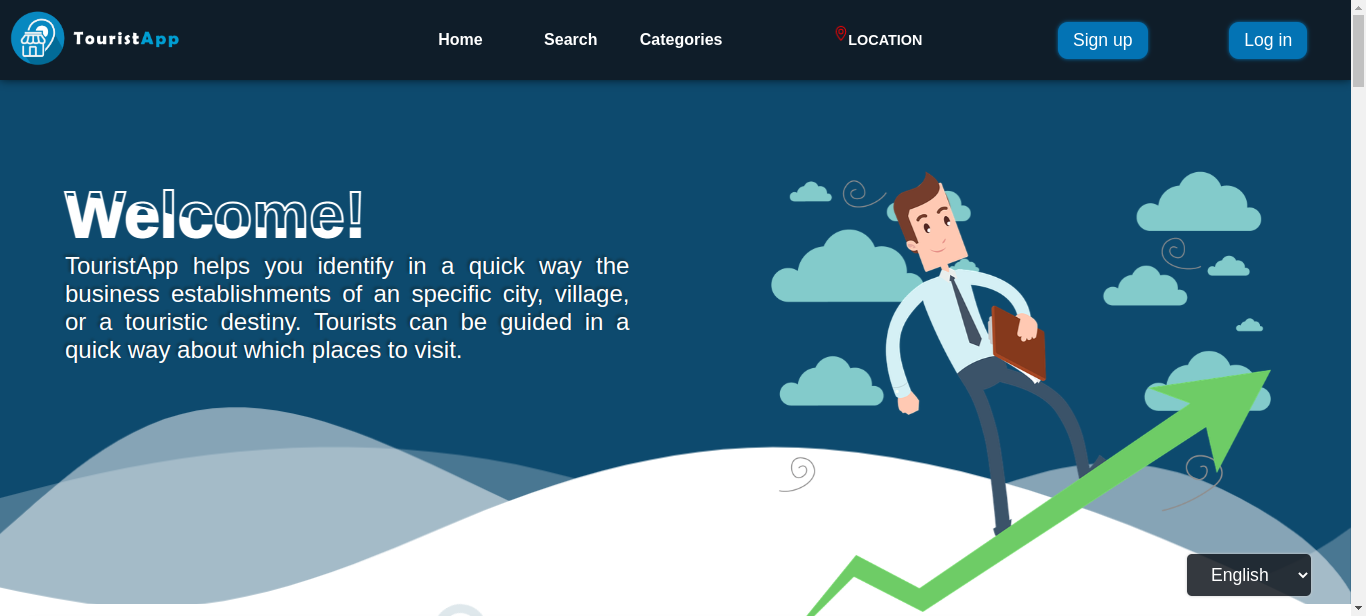 TouristApp
Home
Search
Categories
LOCATION
Sign up
Log in
Welcome!
TouristApp helps you identify in a quick way the
business establishments of an specific city, village,
or a touristic destiny. Tourists can be guided in a
quick way about which places to visit.
English